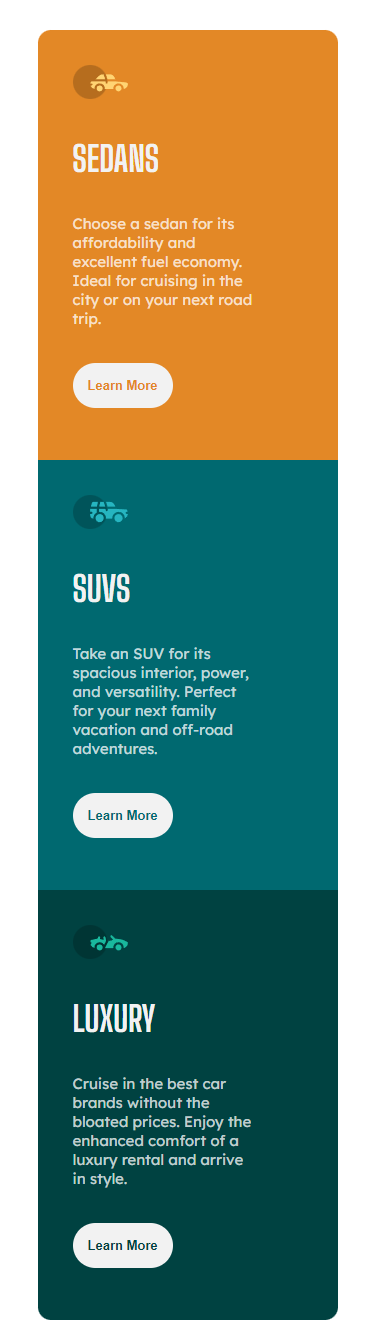 SEDANS
Choose a sedan for its
affordability and
excellent fuel economy.
Ideal for cruising in the
city or on your next road
trip.
Learn More
SUVS
Take an SUV for its
spacious interior, power,
and versatility. Perfect
for your next family
vacation and off-road
adventures.
Learn More
LUXURY
Cruise in the best car
brands without the
bloated prices. Enjoy the
enhanced comfort of a
luxury rental and arrive
in style.
Learn More